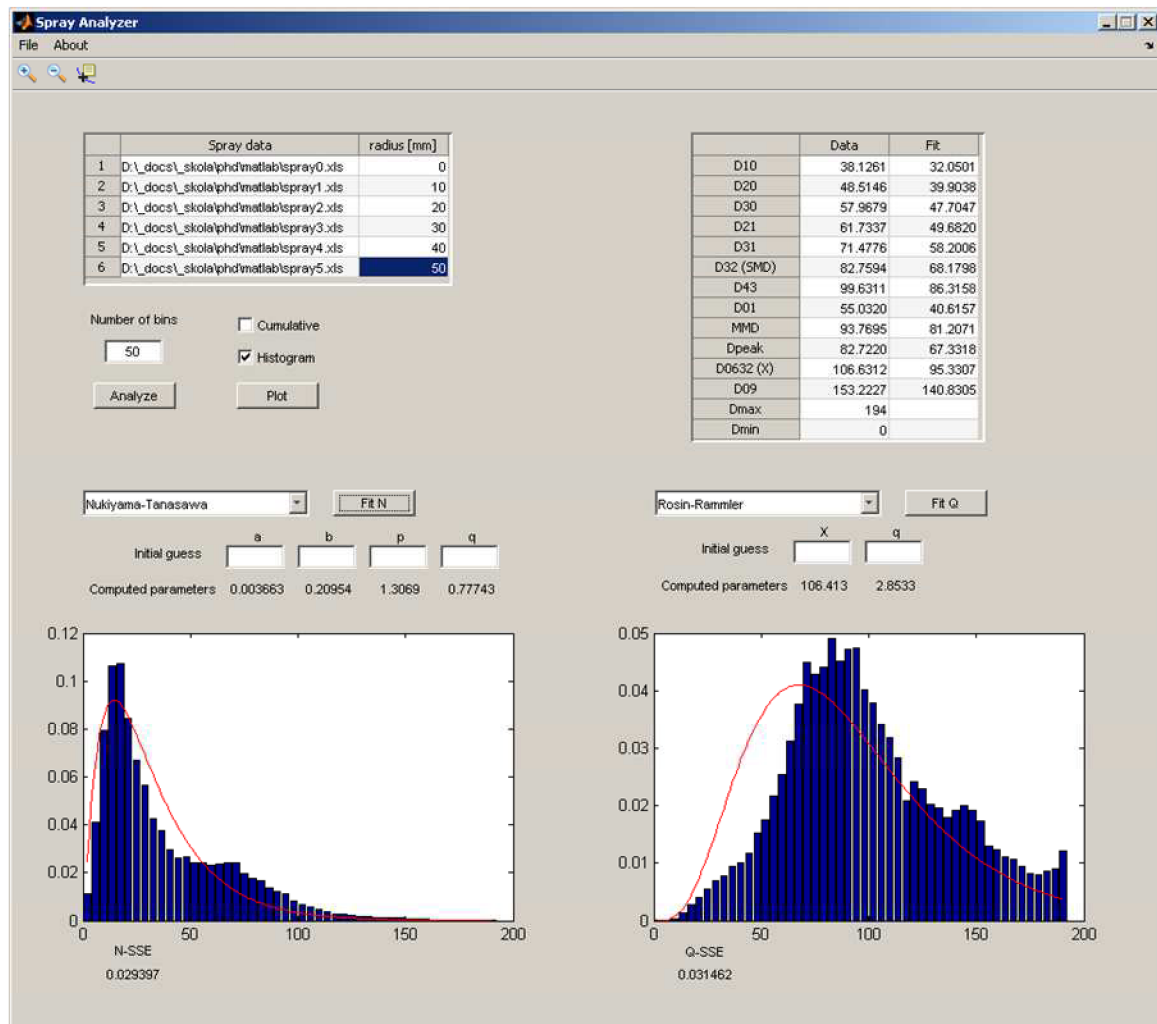 Spray Analyzer
File About
Spray data radius [mm]
1 D:\_docs\_skola\phd\matlab\spray0.xls 0
2 D:\_docs\_skola\phd\matlab\spray1.xls 10
3 D:\_docs\_skola\phd\matlab\spray2.xls 20
4 D:\_docs\_skola\phd\matlab\spray3.xls 30
5 D:\_docs\_skola\phd\matlab\spray4.xls 40
6 D:\_docs\_skola\phd\matlab\spray5.xls 50
Number of bins
50
Cumulative
Histogram
Analyze
Plot
Data Fit
D10 38.1261 32.0501
D20 48.5146 39.9038
D30 57.9679 47.7047
D21 61.7337 49.6820
D31 71.4776 58.2006
D32 (SMD) 82.7594 68.1798
D43 99.6311 86.3158
D01 55.0320 40.6157
MMD 93.7695 81.2071
Dpeak 82.7220 67.3318
D0632 (X) 106.6312 95.3307
D09 153.2227 140.8305
Dmax 194
Dmin 0
Nukiyama-Tanasawa
Fit N
a b p q
Initial guess
Computed parameters 0.003663 0.20954 1.3069 0.77743
Rosin-Rammler
Fit Q
X q
Initial guess
Computed parameters 106.413 2.8533
0.12
0.1
0.08
0.06
0.04
0.02
0
0 50 100 150 200
N-SSE
0.029397
0.05
0.04
0.03
0.02
0.01
0
0 50 100 150 200
Q-SSE
0.031462